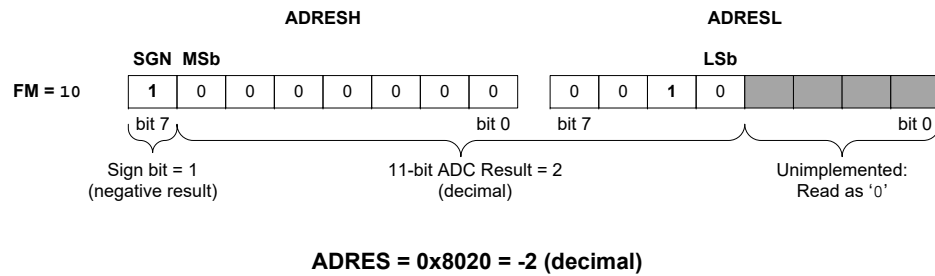 ADRESH ADRESL
SGN MSb LSb
FM = 10 1 0 0 0 0 0 0 0 0 0 1 0
bit 7 bit 0 bit 7 bit 0
Sign bit = 1 11-bit ADC Result = 2 Unimplemented:
(negative result) (decimal) Read as ‘0’
ADRES = 0x8020 = -2 (decimal)